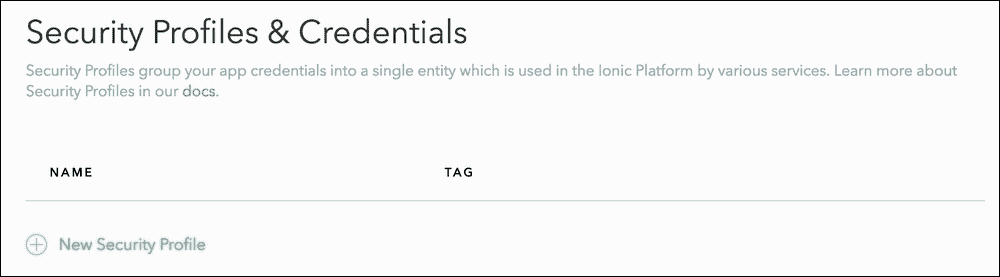 Security Profiles & Credentials
Security Profiles group your app credentials into a single entity which is used in the Ionic Platform by various services. Learn more about
Security Profiles in our docs.
NAME TAG
New Security Profile